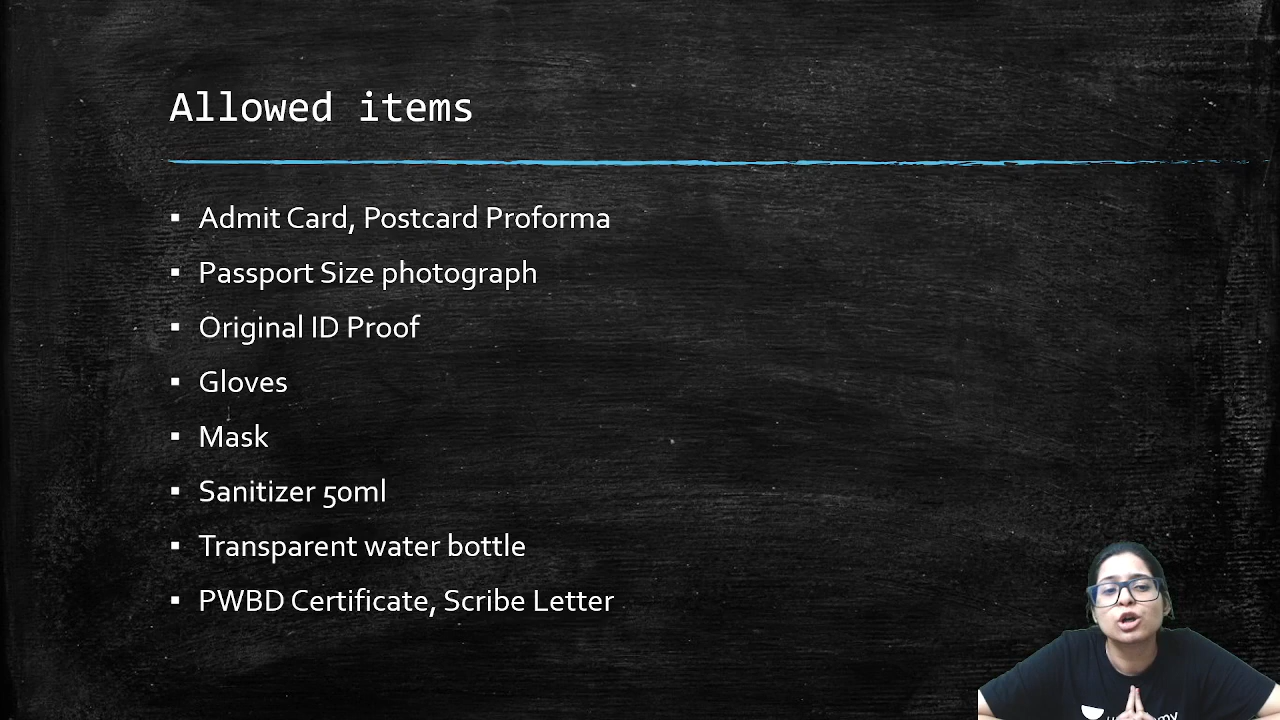 Allowed items
Admit Card, Postcard Proforma
Passport Size photograph
Original ID Proof
Gloves
Mask
Sanitizer 50ml
Transparent water bottle
PWBD Certificate, Scribe Letter